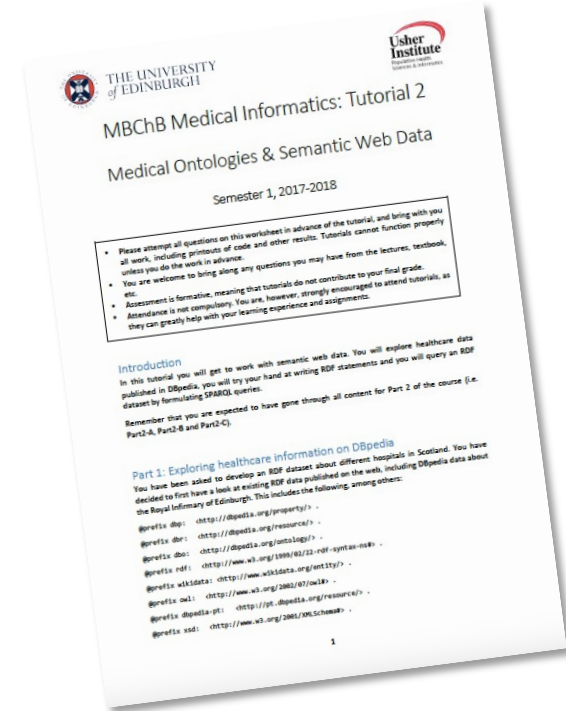 THE UNIVERSITY
of EDINBURGH
Usher
Institute
Population Health
Sciences & Informatics
MBChB Medical Informatics: Tutorial 2
Medical Ontologies & Semantic Web Data
Semester 1, 2017-2018
• Please attempt all questions on this worksheet in advance of the tutorial, and bring with you
all work, including printouts of code and other results. Tutorials cannot function properly
unless you do the work in advance.
• You are welcome to bring along any questions you may have from the lectures, textbook,
etc.
• Assessment is formative, meaning that tutorials do not contribute to your final grade.
• Attendance is not compulsory. You are, however, strongly encouraged to attend tutorials, as
they can greatly help with your learning experience and assignments.
Introduction
In this tutorial you will get to work with semantic web data. You will explore healthcare data
published in DBpedia, you will try your hand at writing RDF statements and you will query an RDF
dataset by formulating SPARQL queries.
Remember that you are expected to have gone through all content for Part 2 of the course (i.e.
Part2-A, Part2-B and Part2-C).
Part 1: Exploring healthcare information on DBpedia
You have been asked to develop an RDF dataset about different hospitals in Scotland. You have
decided to first have a look at existing RDF data published on the web, including DBpedia data about
the Royal Infirmary of Edinburgh. This includes the following, among others:
@prefix dbp: <http://dbpedia.org/property/> .
@prefix dbr: <http://dbpedia.org/resource/> .
@prefix dbo: <http://dbpedia.org/ontology/> .
@prefix rdf: <http://www.w3.org/1999/02/22-rdf-syntax-ns#> .
@prefix wikidata: <http://www.wikidata.org/entity/> .
@prefix owl: <http://www.w3.org/2002/07/owl#> .
@prefix dbpedia-pt: <http://pt.dbpedia.org/resource/> .
@prefix xsd: <http://www.w3.org/2001/XMLSchema#> .
1